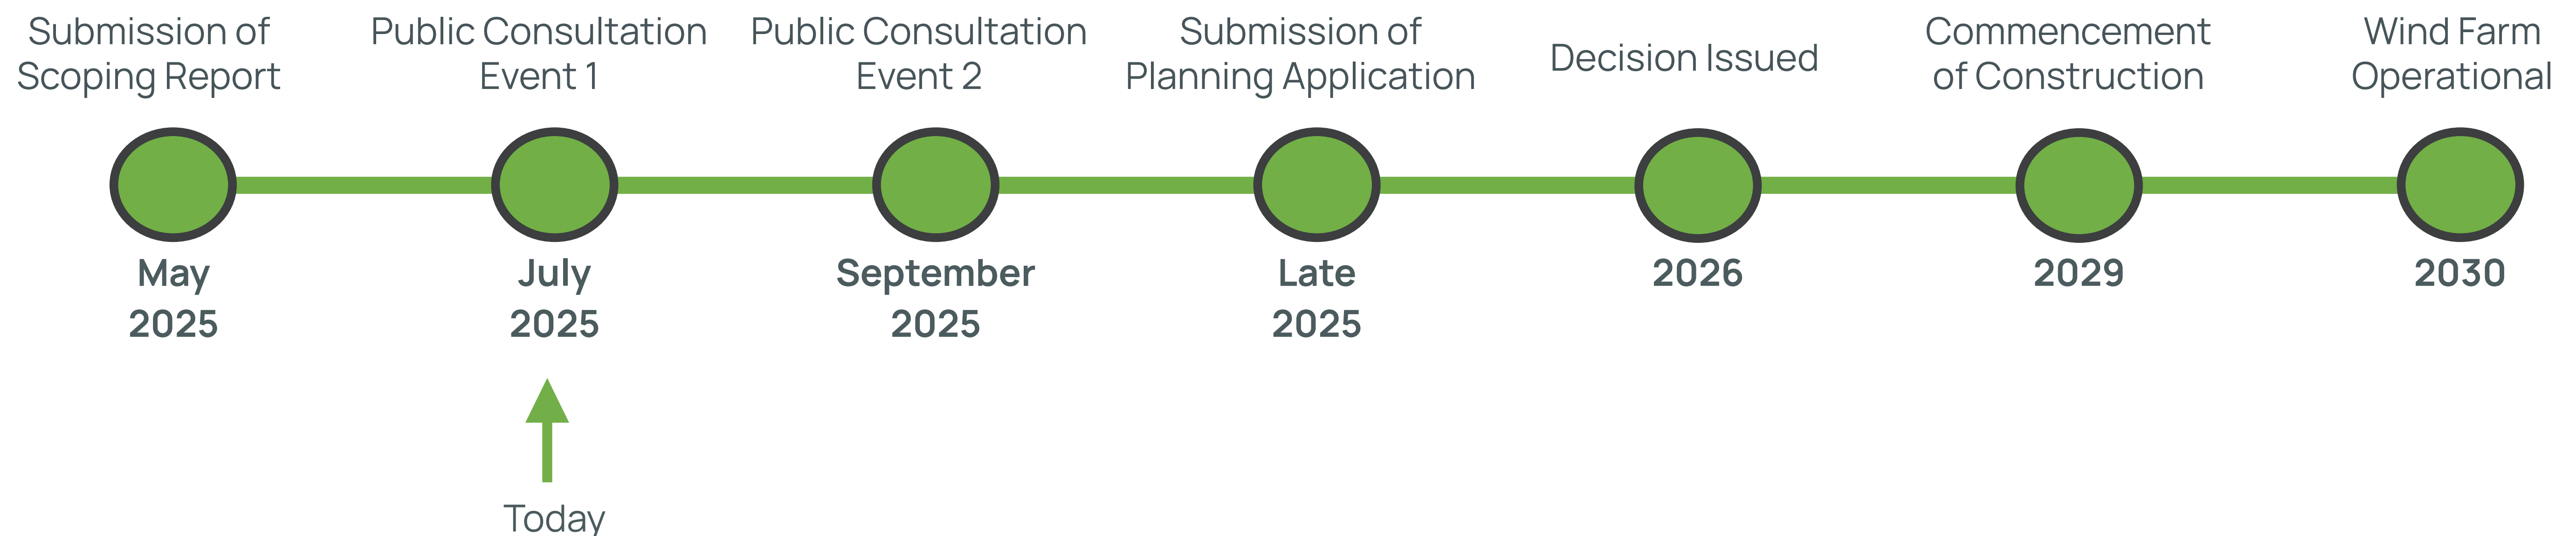 Submission of
Scoping Report
Public Consultation
Event 1
Public Consultation
Event 2
Submission of
Planning Application
Decision Issued
Commencement
of Construction
Wind Farm
Operational
May
2025
July
2025
September
2025
Late
2025
2026
2029
2030
Today